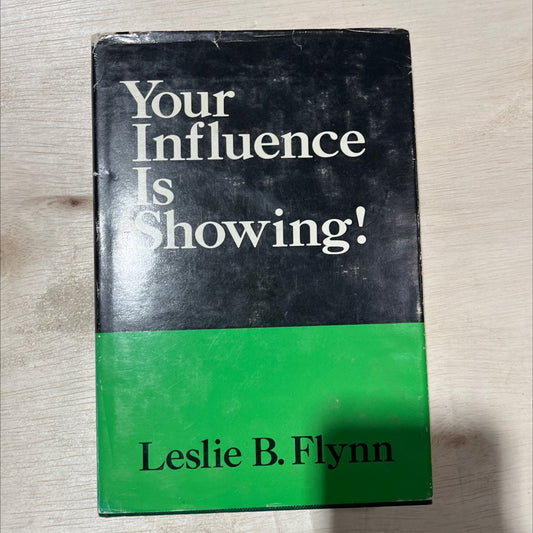 Your
Influence
Is
Showing!
Leslie B. Flynn